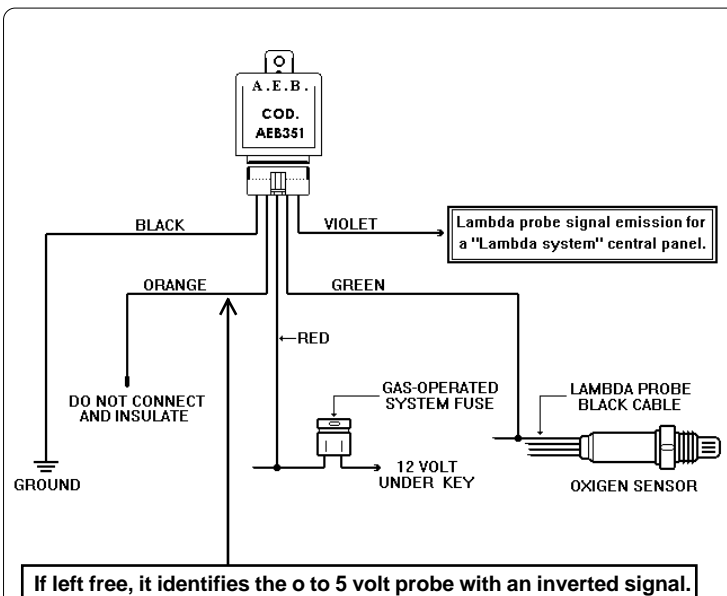 A.E.B.
COD.
AEB351
BLACK
VIOLET
Lambda probe signal emission for
a "Lambda system" central panel.
ORANGE
GREEN
RED
DO NOT CONNECT
AND INSULATE
GAS-OPERATED
SYSTEM FUSE
LAMBDA PROBE
BLACK CABLE
GROUND
12 VOLT
UNDER KEY
OXIGEN SENSOR
If left free, it identifies the o to 5 volt probe with an inverted signal.